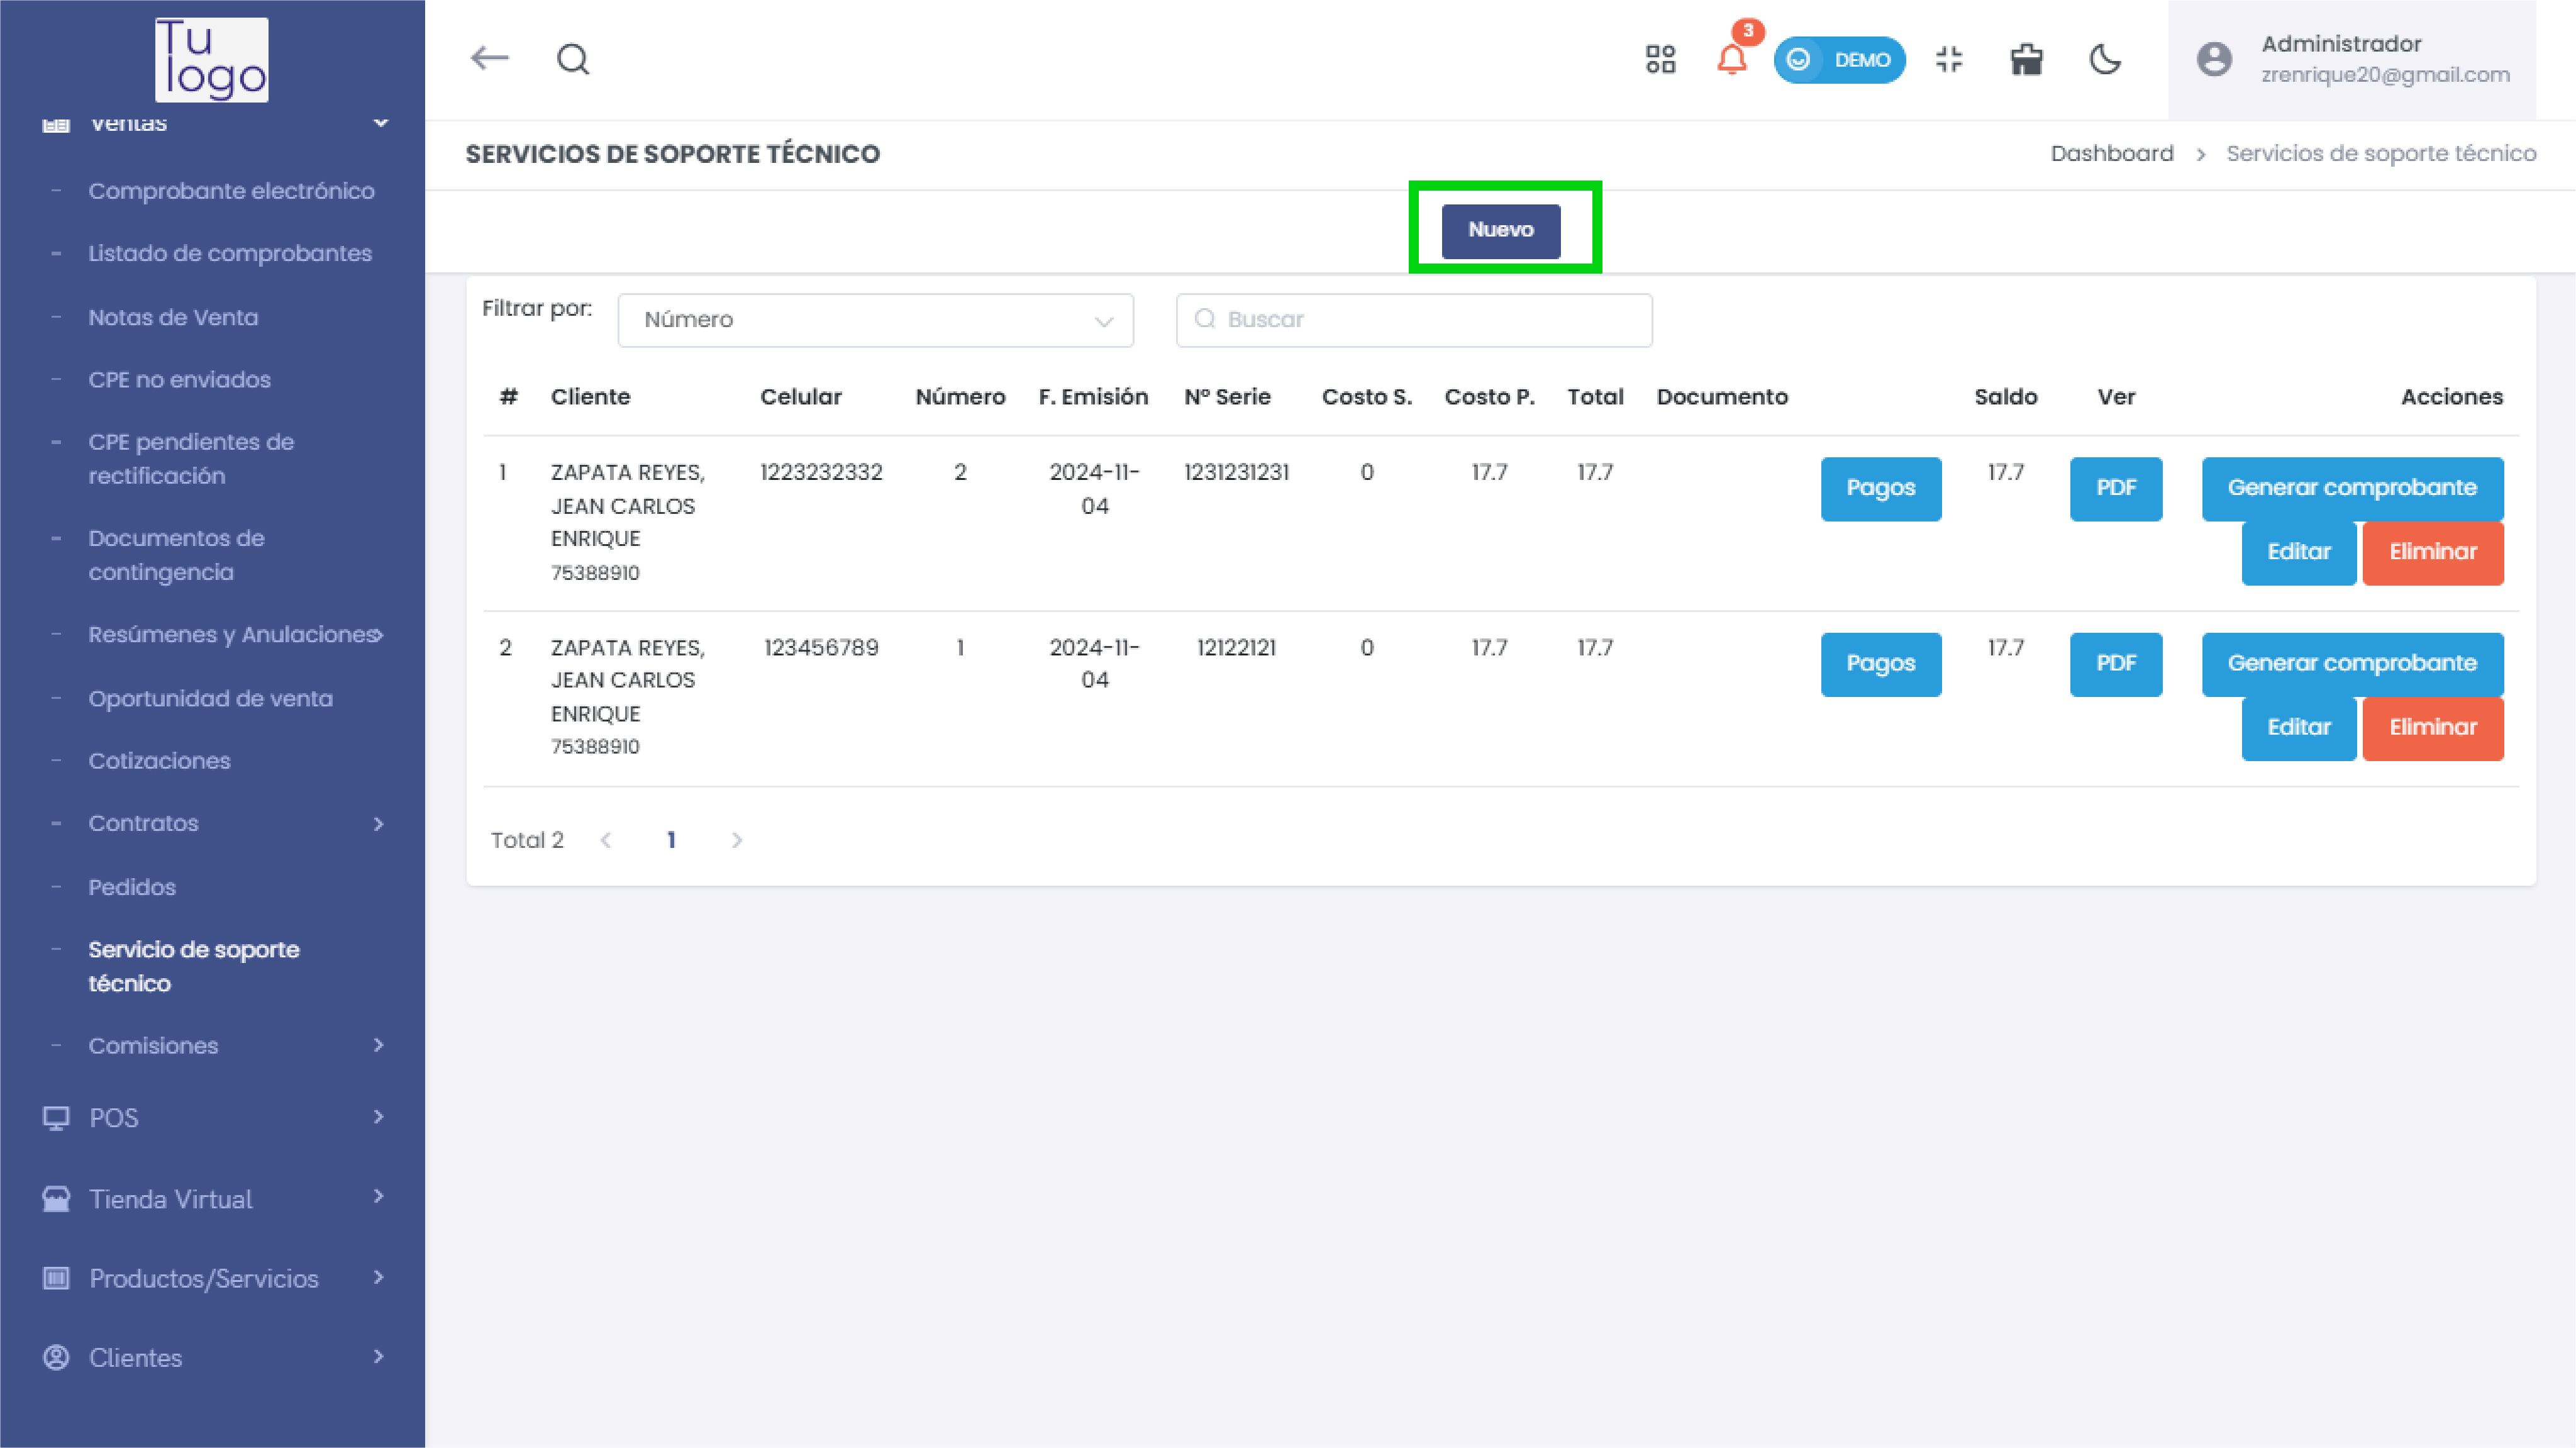 Tu
logo
3
DEMO
Administrador
zrenrique20@gmail.com
Ventas
SERVICIOS DE SOPORTE TÉCNICO
Dashboard > Servicios de soporte técnico
Nuevo
Comprobante electrónico
Listado de comprobantes
Notas de Venta
CPE no enviados
CPE pendientes de
rectificación
Documentos de
contingencia
Resúmenes y Anulaciones
Oportunidad de venta
Cotizaciones
Contratos
Pedidos
Servicio de soporte
técnico
Comisiones
POS
Tienda Virtual
Productos/Servicios
Clientes
Filtrar por: Número Buscar
# Cliente Celular Número F. Emisión Nº Serie Costo S. Costo P. Total Documento Saldo Ver Acciones
1 ZAPATA REYES, 1223232332 2 2024-11- 1231231231 0 17.7 17.7 Pagos 17.7 PDF Generar comprobante
JEAN CARLOS 04
ENRIQUE Editar Eliminar
75388910
2 ZAPATA REYES, 123456789 1 2024-11- 12122121 0 17.7 17.7 Pagos 17.7 PDF Generar comprobante
JEAN CARLOS 04
ENRIQUE Editar Eliminar
75388910
Total 2 < 1 >